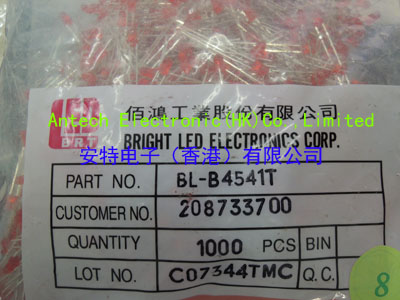 佰鴻工業股份有限公司
Antech Electronic(HK)Co.,Limited
BRT
BRIGHT LED ELECTRONICS CORP.
安特电子（香港）有限公司
PART NO. BL-B4541T
CUSTOMER NO. 208733700
QUANTITY 1000 PCS BIN
LOT NO. C07344TMC Q.C. 8